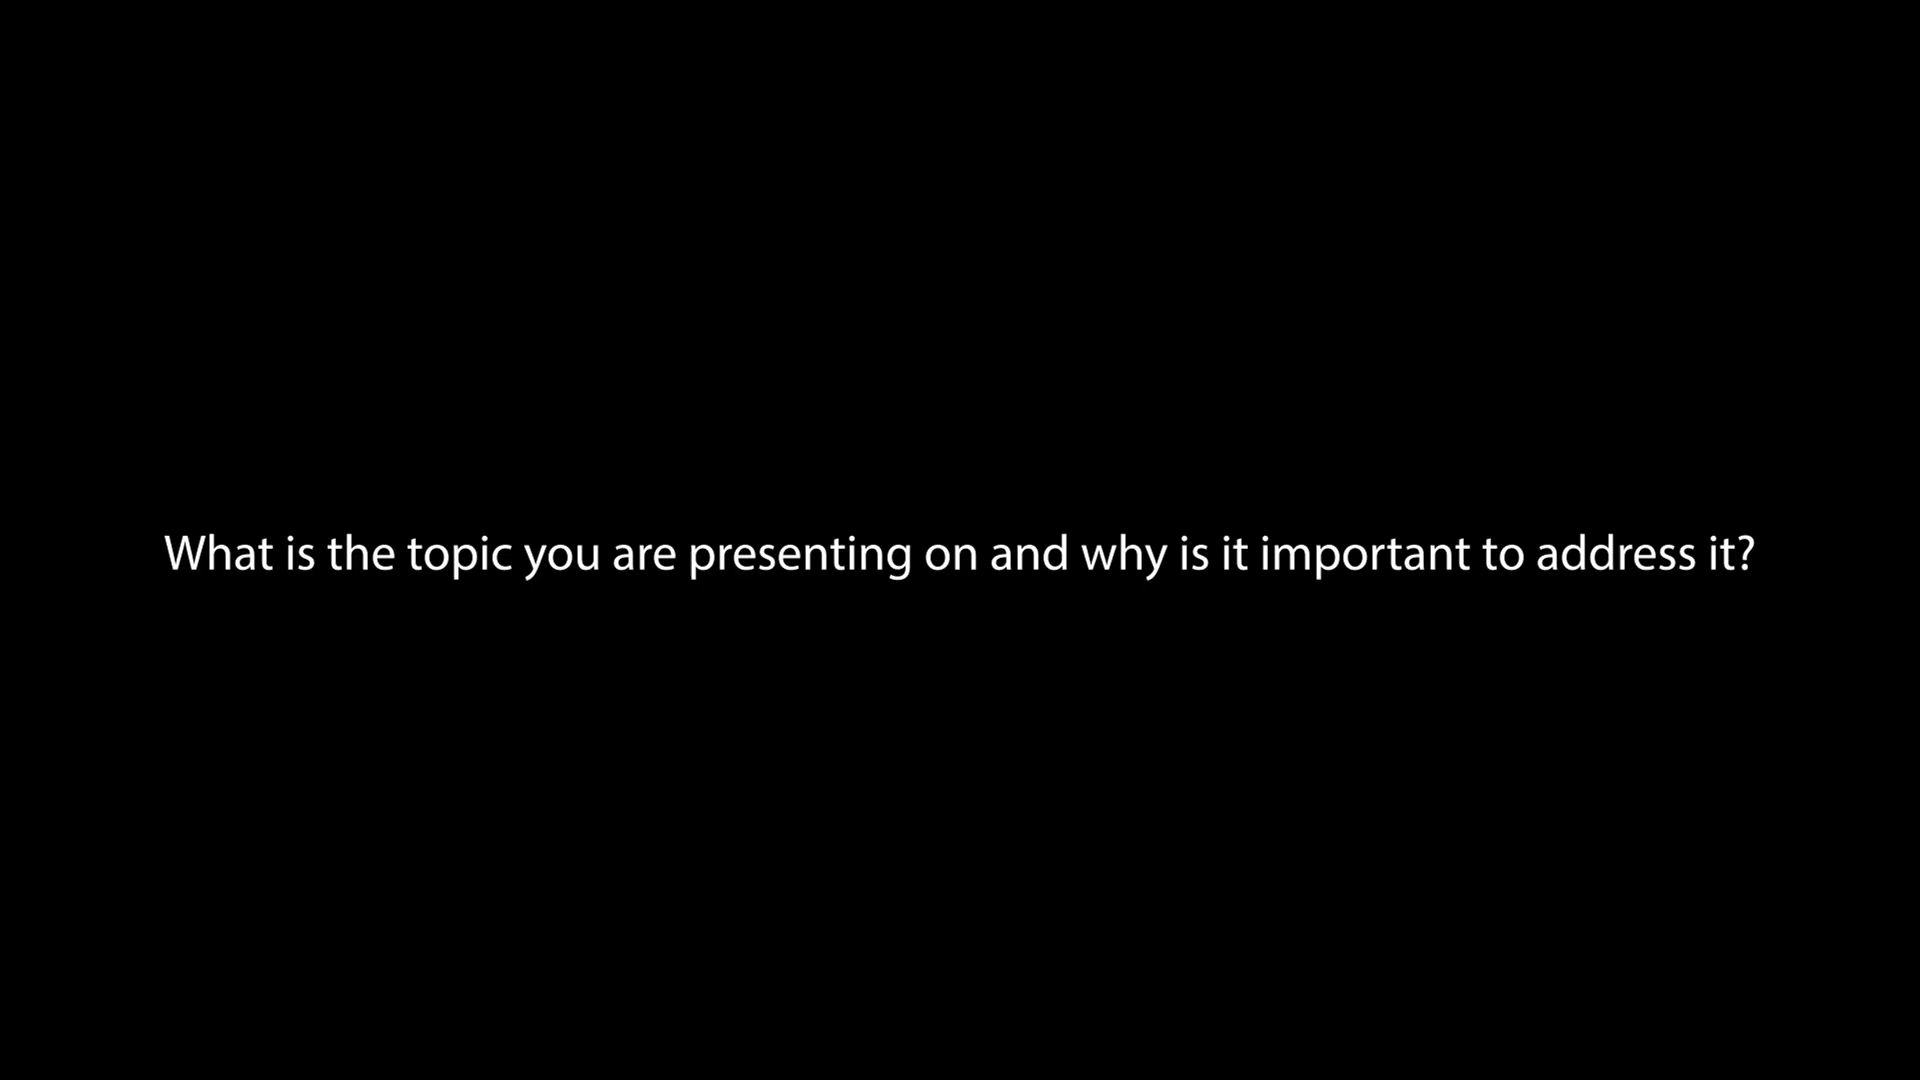 What is the topic you are presenting on and why is it important to address it?